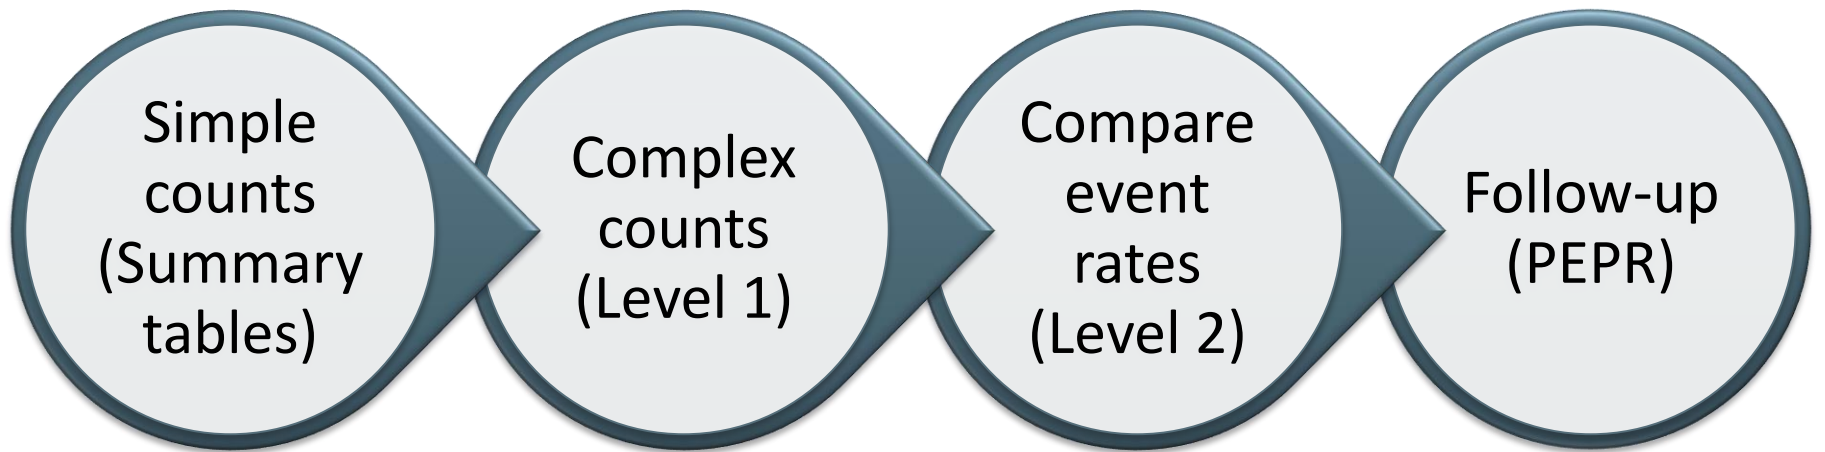 Simple
counts
(Summary
tables)
Complex
counts
(Level 1)
Compare
event
rates
(Level 2)
Follow-up
(PEPR)